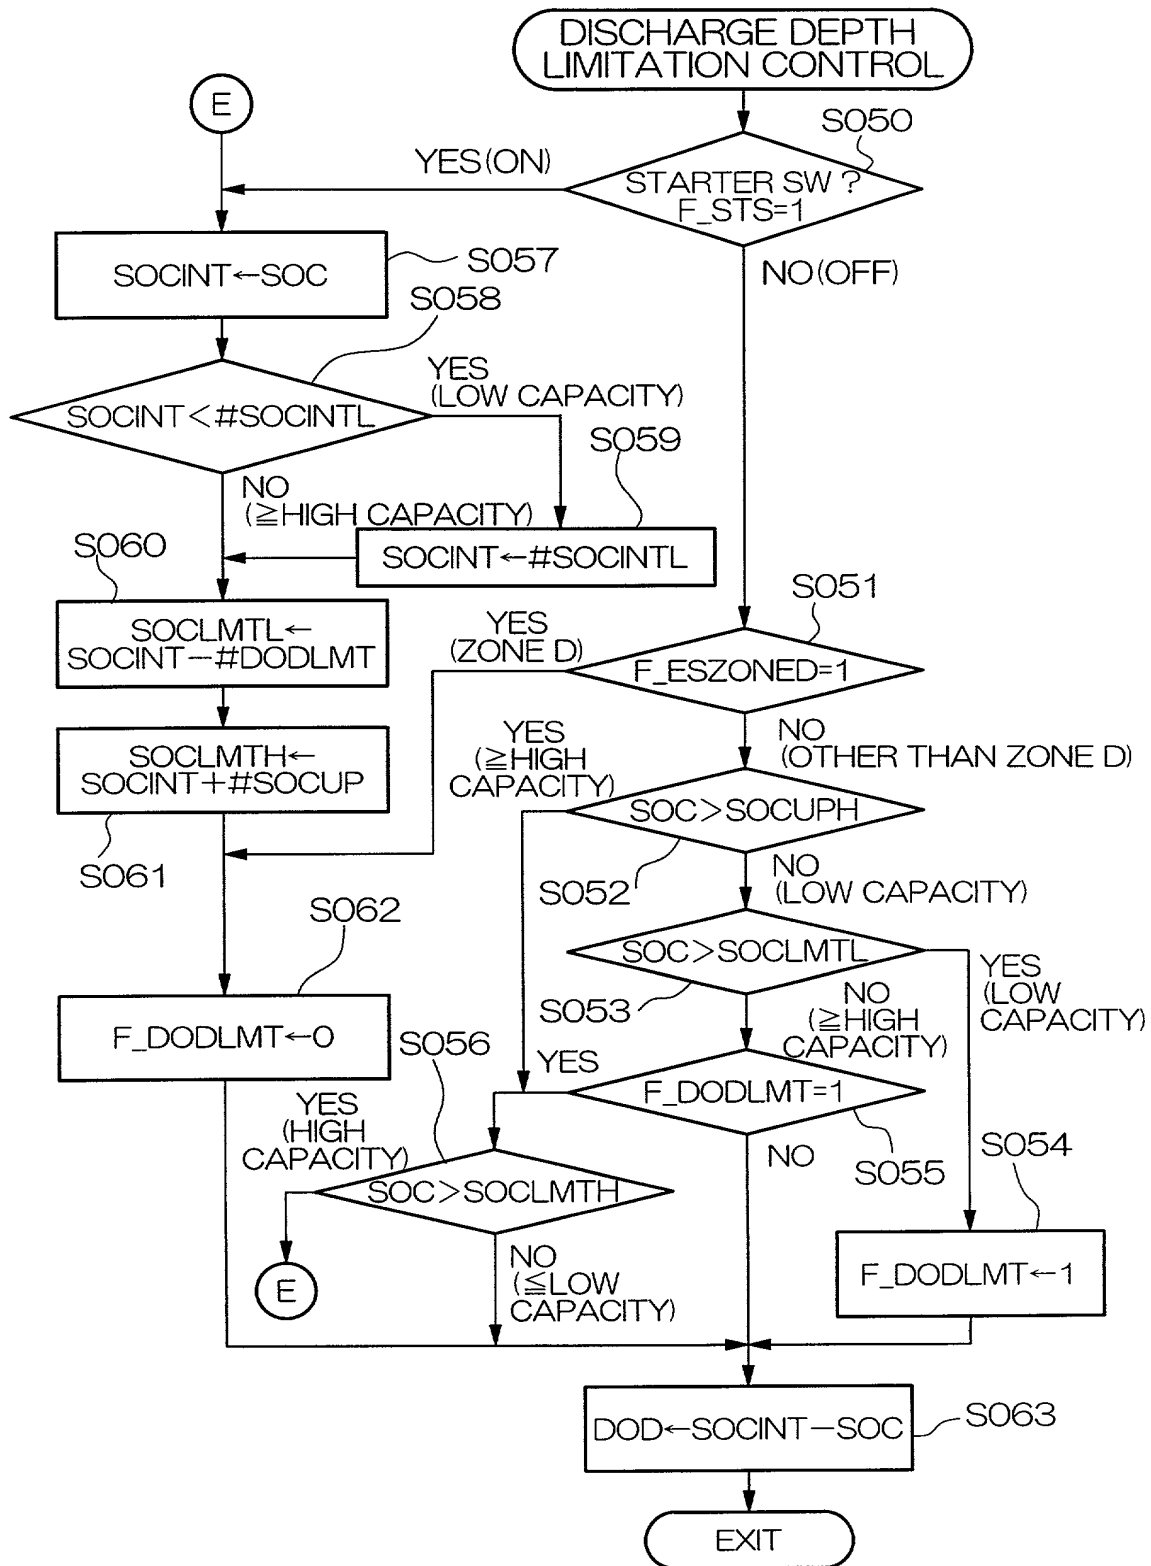 DISCHARGE DEPTH
LIMITATION CONTROL
E
S050
YES(ON)
STARTER SW ?
F_STS=1
NO(OFF)
SOCINT←SOC
S057
S058
SOCINT<#SOCINTL
YES
(LOW CAPACITY)
S059
NO
(≧HIGH CAPACITY)
SOCINT←#SOCINTL
S060
SOCLMTL←
SOCINT−#DODLMT
S051
YES
(ZONE D)
F_ESZONED=1
NO
(OTHER THAN ZONE D)
SOCLMTH←
SOCINT+#SOCUP
S061
YES
(≧HIGH
CAPACITY)
SOC>SOCUPH
S052
NO
(LOW CAPACITY)
SOC>SOCLMTL
S053
YES
(LOW
CAPACITY)
NO
(≧HIGH
CAPACITY)
S062
F_DODLMT←0
S056
YES
F_DODLMT=1
S055
NO
S054
F_DODLMT←1
YES
(HIGH
CAPACITY)
SOC>SOCLMTH
E
NO
(≦LOW
CAPACITY)
DOD←SOCINT−SOC
S063
EXIT